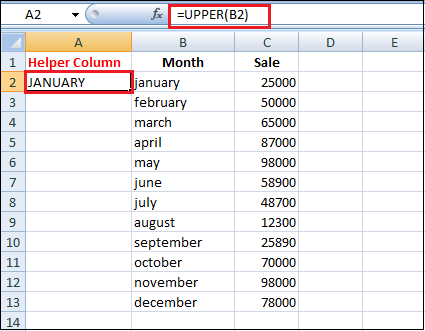 A2 fx =UPPER(B2)
A B C D E
1 Helper Column Month Sale
2 JANUARY january 25000
3 february 50000
4 march 65000
5 april 87000
6 may 98000
7 june 58900
8 july 48700
9 august 12300
10 september 25890
11 october 70000
12 november 98000
13 december 78000
14